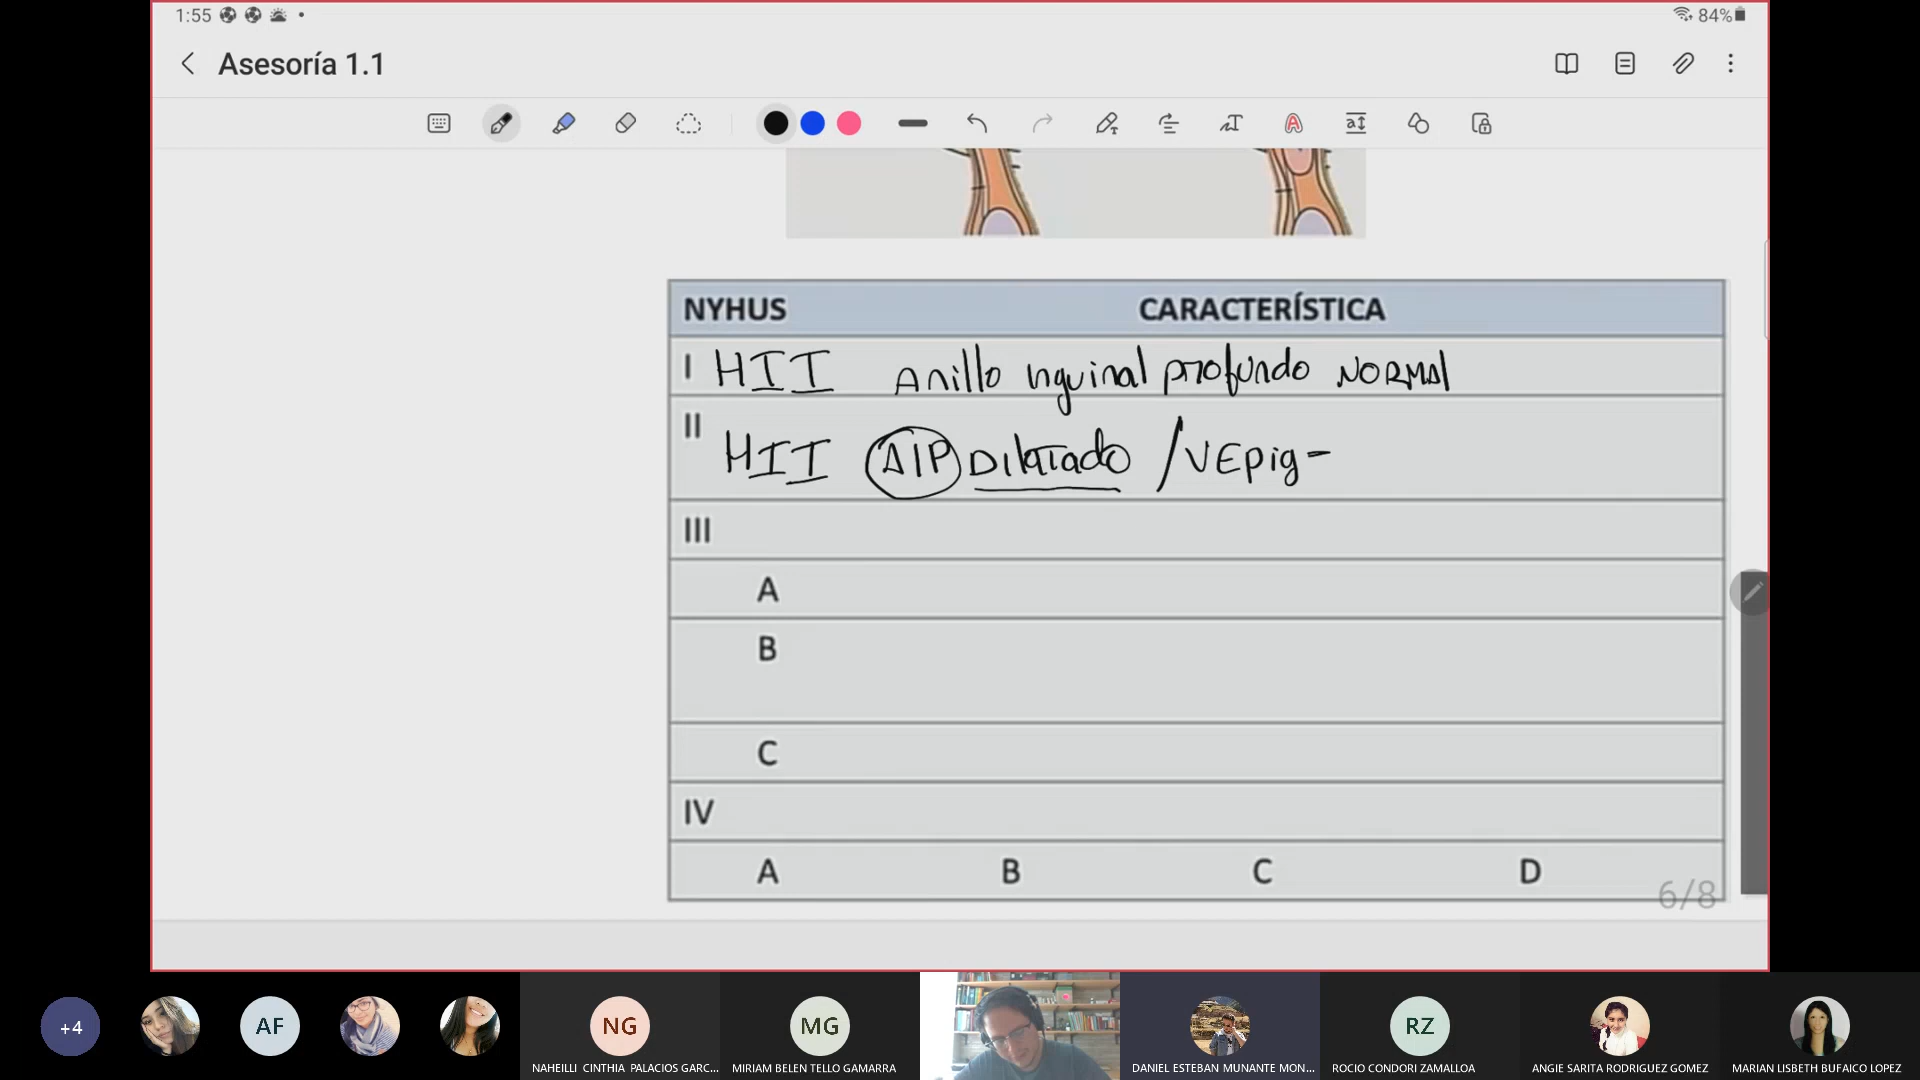 1:55
84%
Asesoría 1.1
NYHUS CARACTERÍSTICA
I HII Anillo inguinal profundo NORMAL
II
HII AIP Dilatado / VEpig-
III
A
B
C
IV
A B C D
6/8
+4
AF
NG
MG
RZ
NAHEILLI CINTHIA PALACIOS GARC...
MIRIAM BELEN TELLO GAMARRA
DANIEL ESTEBAN MUNANTE MON...
ROCIO CONDORI ZAMALLOA
ANGIE SARITA RODRIGUEZ GOMEZ
MARIAN LISBETH BUFAICO LOPEZ